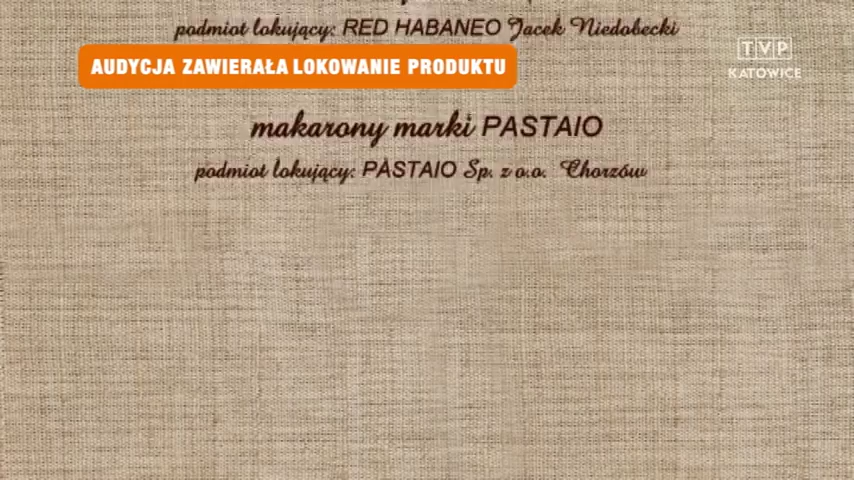 podmiot lokujący: RED HABANEO Jacek Niedobecki
TVP
KATOWICE
AUDYCJA ZAWIERAŁA LOKOWANIE PRODUKTU
makarony marki PASTAIO
podmiot lokujący: PASTAIO Sp. z o.o. Chorzów